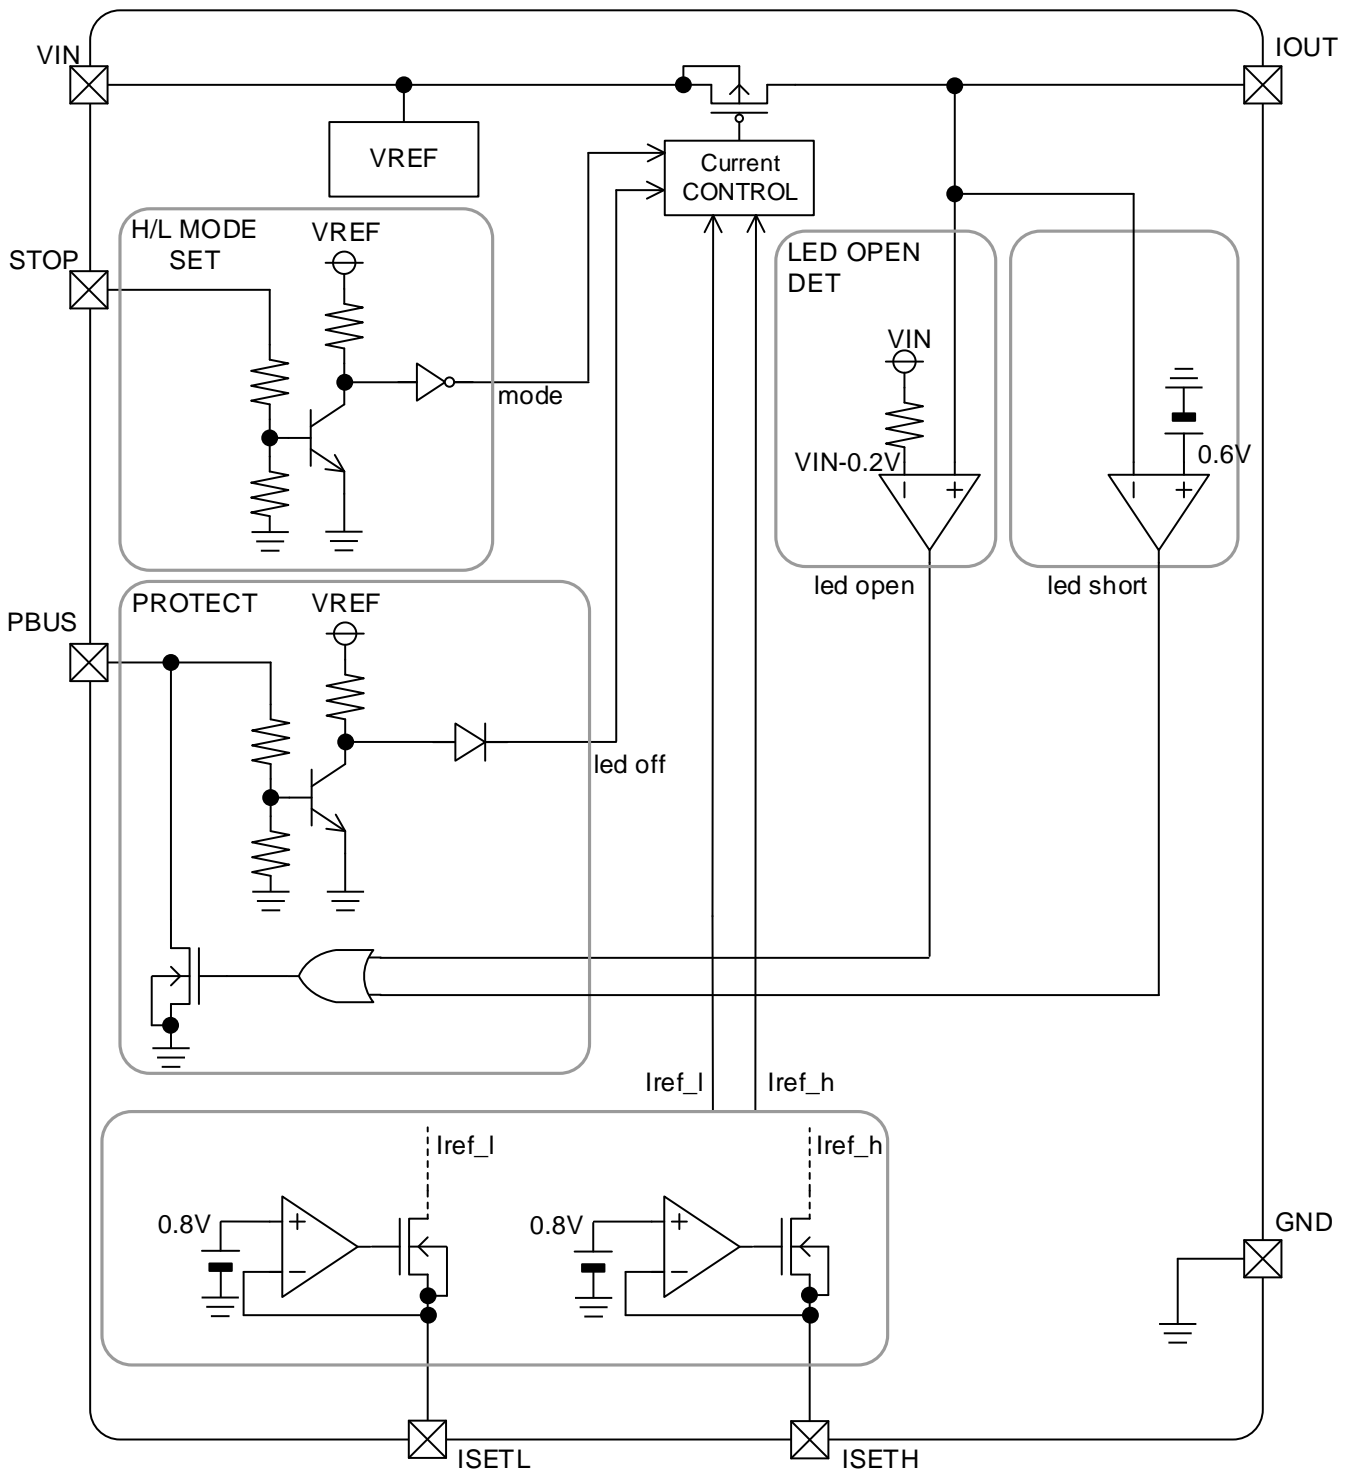 VIN
IOUT
VREF
Current
CONTROL
H/L MODE
SET
VREF
STOP
mode
LED OPEN
DET
VIN
VIN-0.2V
0.6V
- +
- +
led open
led short
PROTECT
VREF
PBUS
led off
Iref_l
Iref_h
Iref_l
Iref_h
0.8V
+
-
0.8V
+
-
GND
ISETL
ISETH